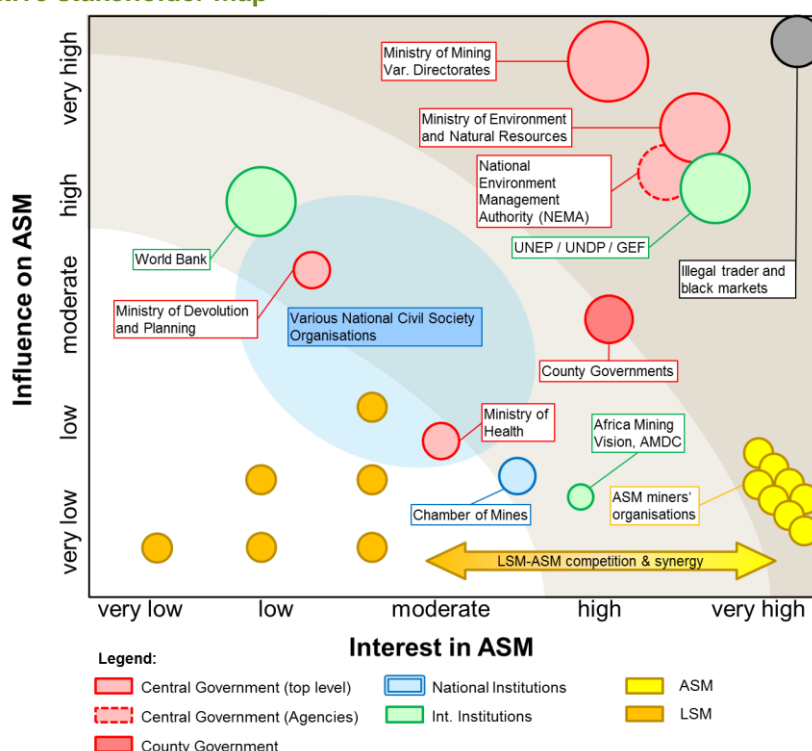 Stakeholder Map
Influence on ASM
very high
high
moderate
low
very low
Ministry of Mining
Var. Directorates
Ministry of Environment
and Natural Resources
National
Environment
Management
Authority (NEMA)
UNEP / UNDP / GEF
World Bank
Illegal trader and
black markets
Ministry of Devolution
and Planning
Various National Civil Society
Organisations
County Governments
Ministry of
Health
Africa Mining
Vision, AMDC
Chamber of Mines
ASM miners‘
organisations
LSM-ASM competition & synergy
very low
low
moderate
high
very high
Interest in ASM
Legend:
Central Government (top level)
National Institutions
ASM
Central Government (Agencies)
Int. Institutions
LSM
County Government